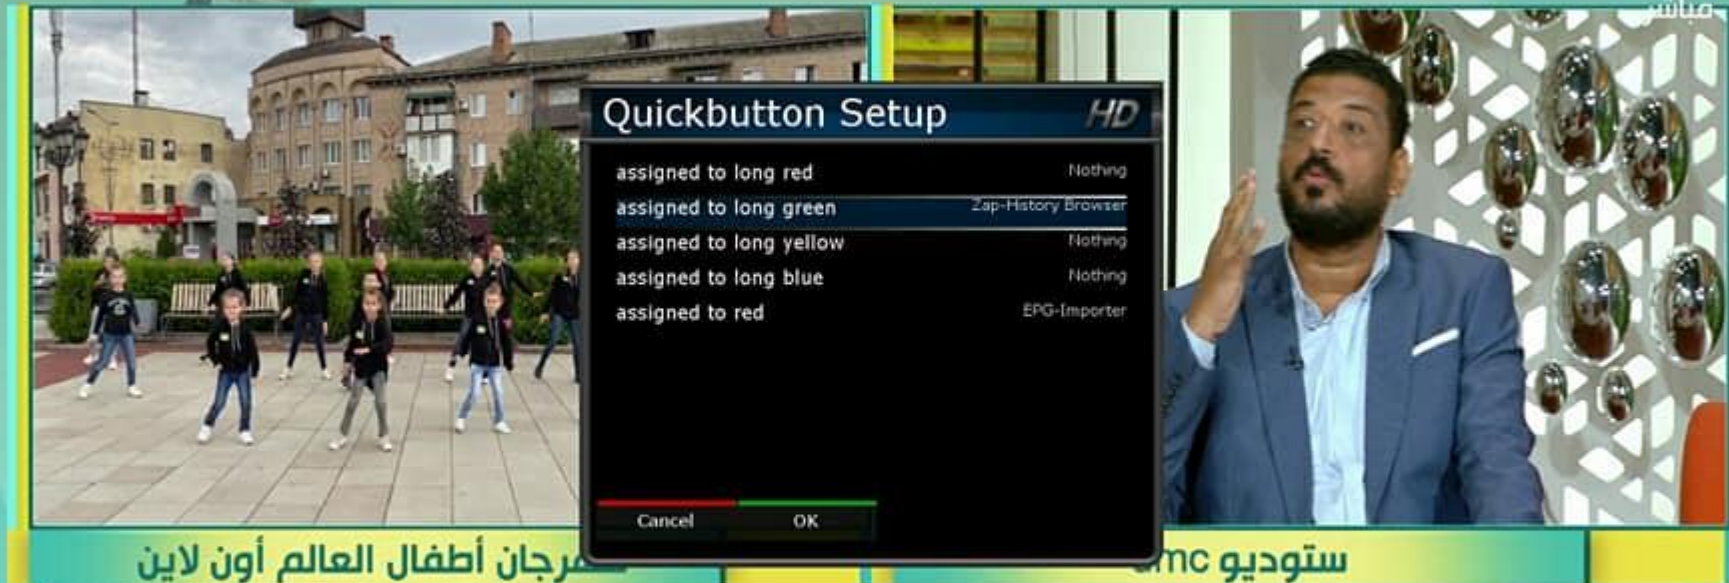 مباشر
Quickbutton Setup HD
assigned to long red Nothing
assigned to long green Zap-History Browser
assigned to long yellow Nothing
assigned to long blue Nothing
assigned to red EPG-Importer
Cancel OK
أطفال العالم أون لاين
ستوديو